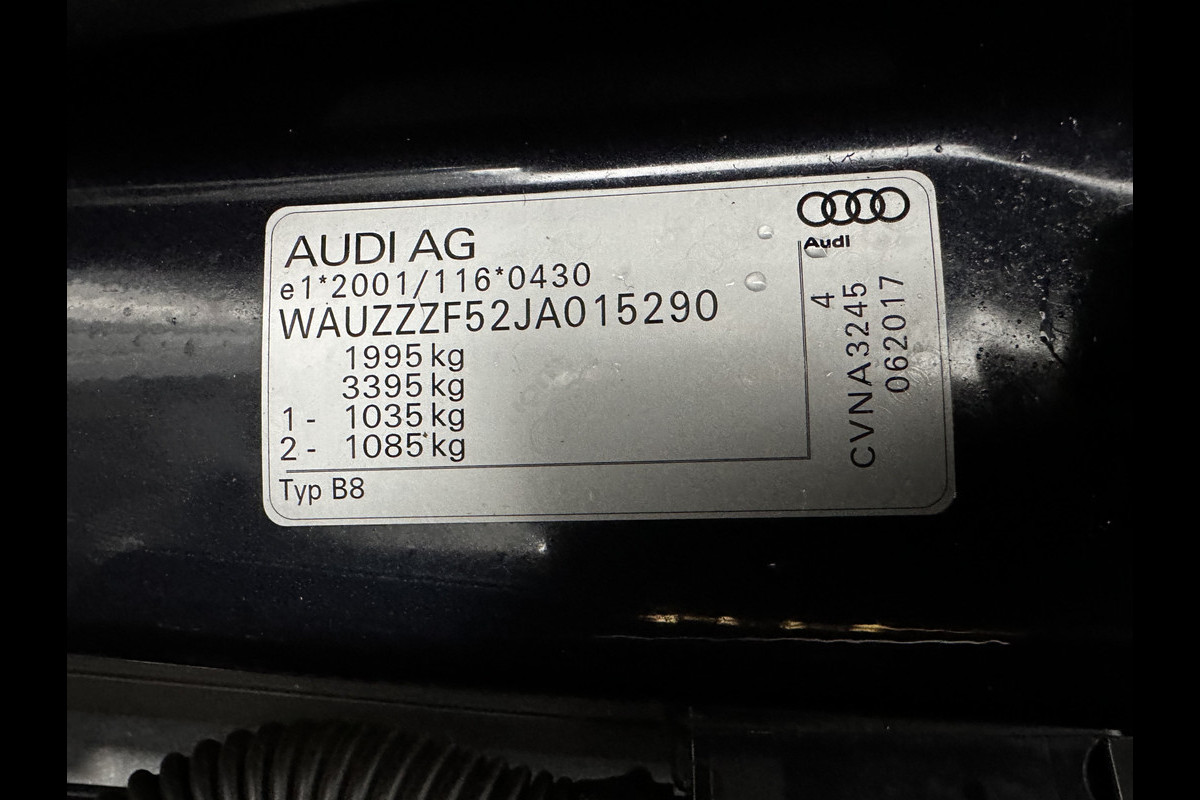 AUDI AG
e1*2001/116*0430
WAUZZZF52JA015290
1995 kg
3395 kg
1- 1035 kg
2- 1085 kg
Typ B8
Audi
4
CVNA3245
062017